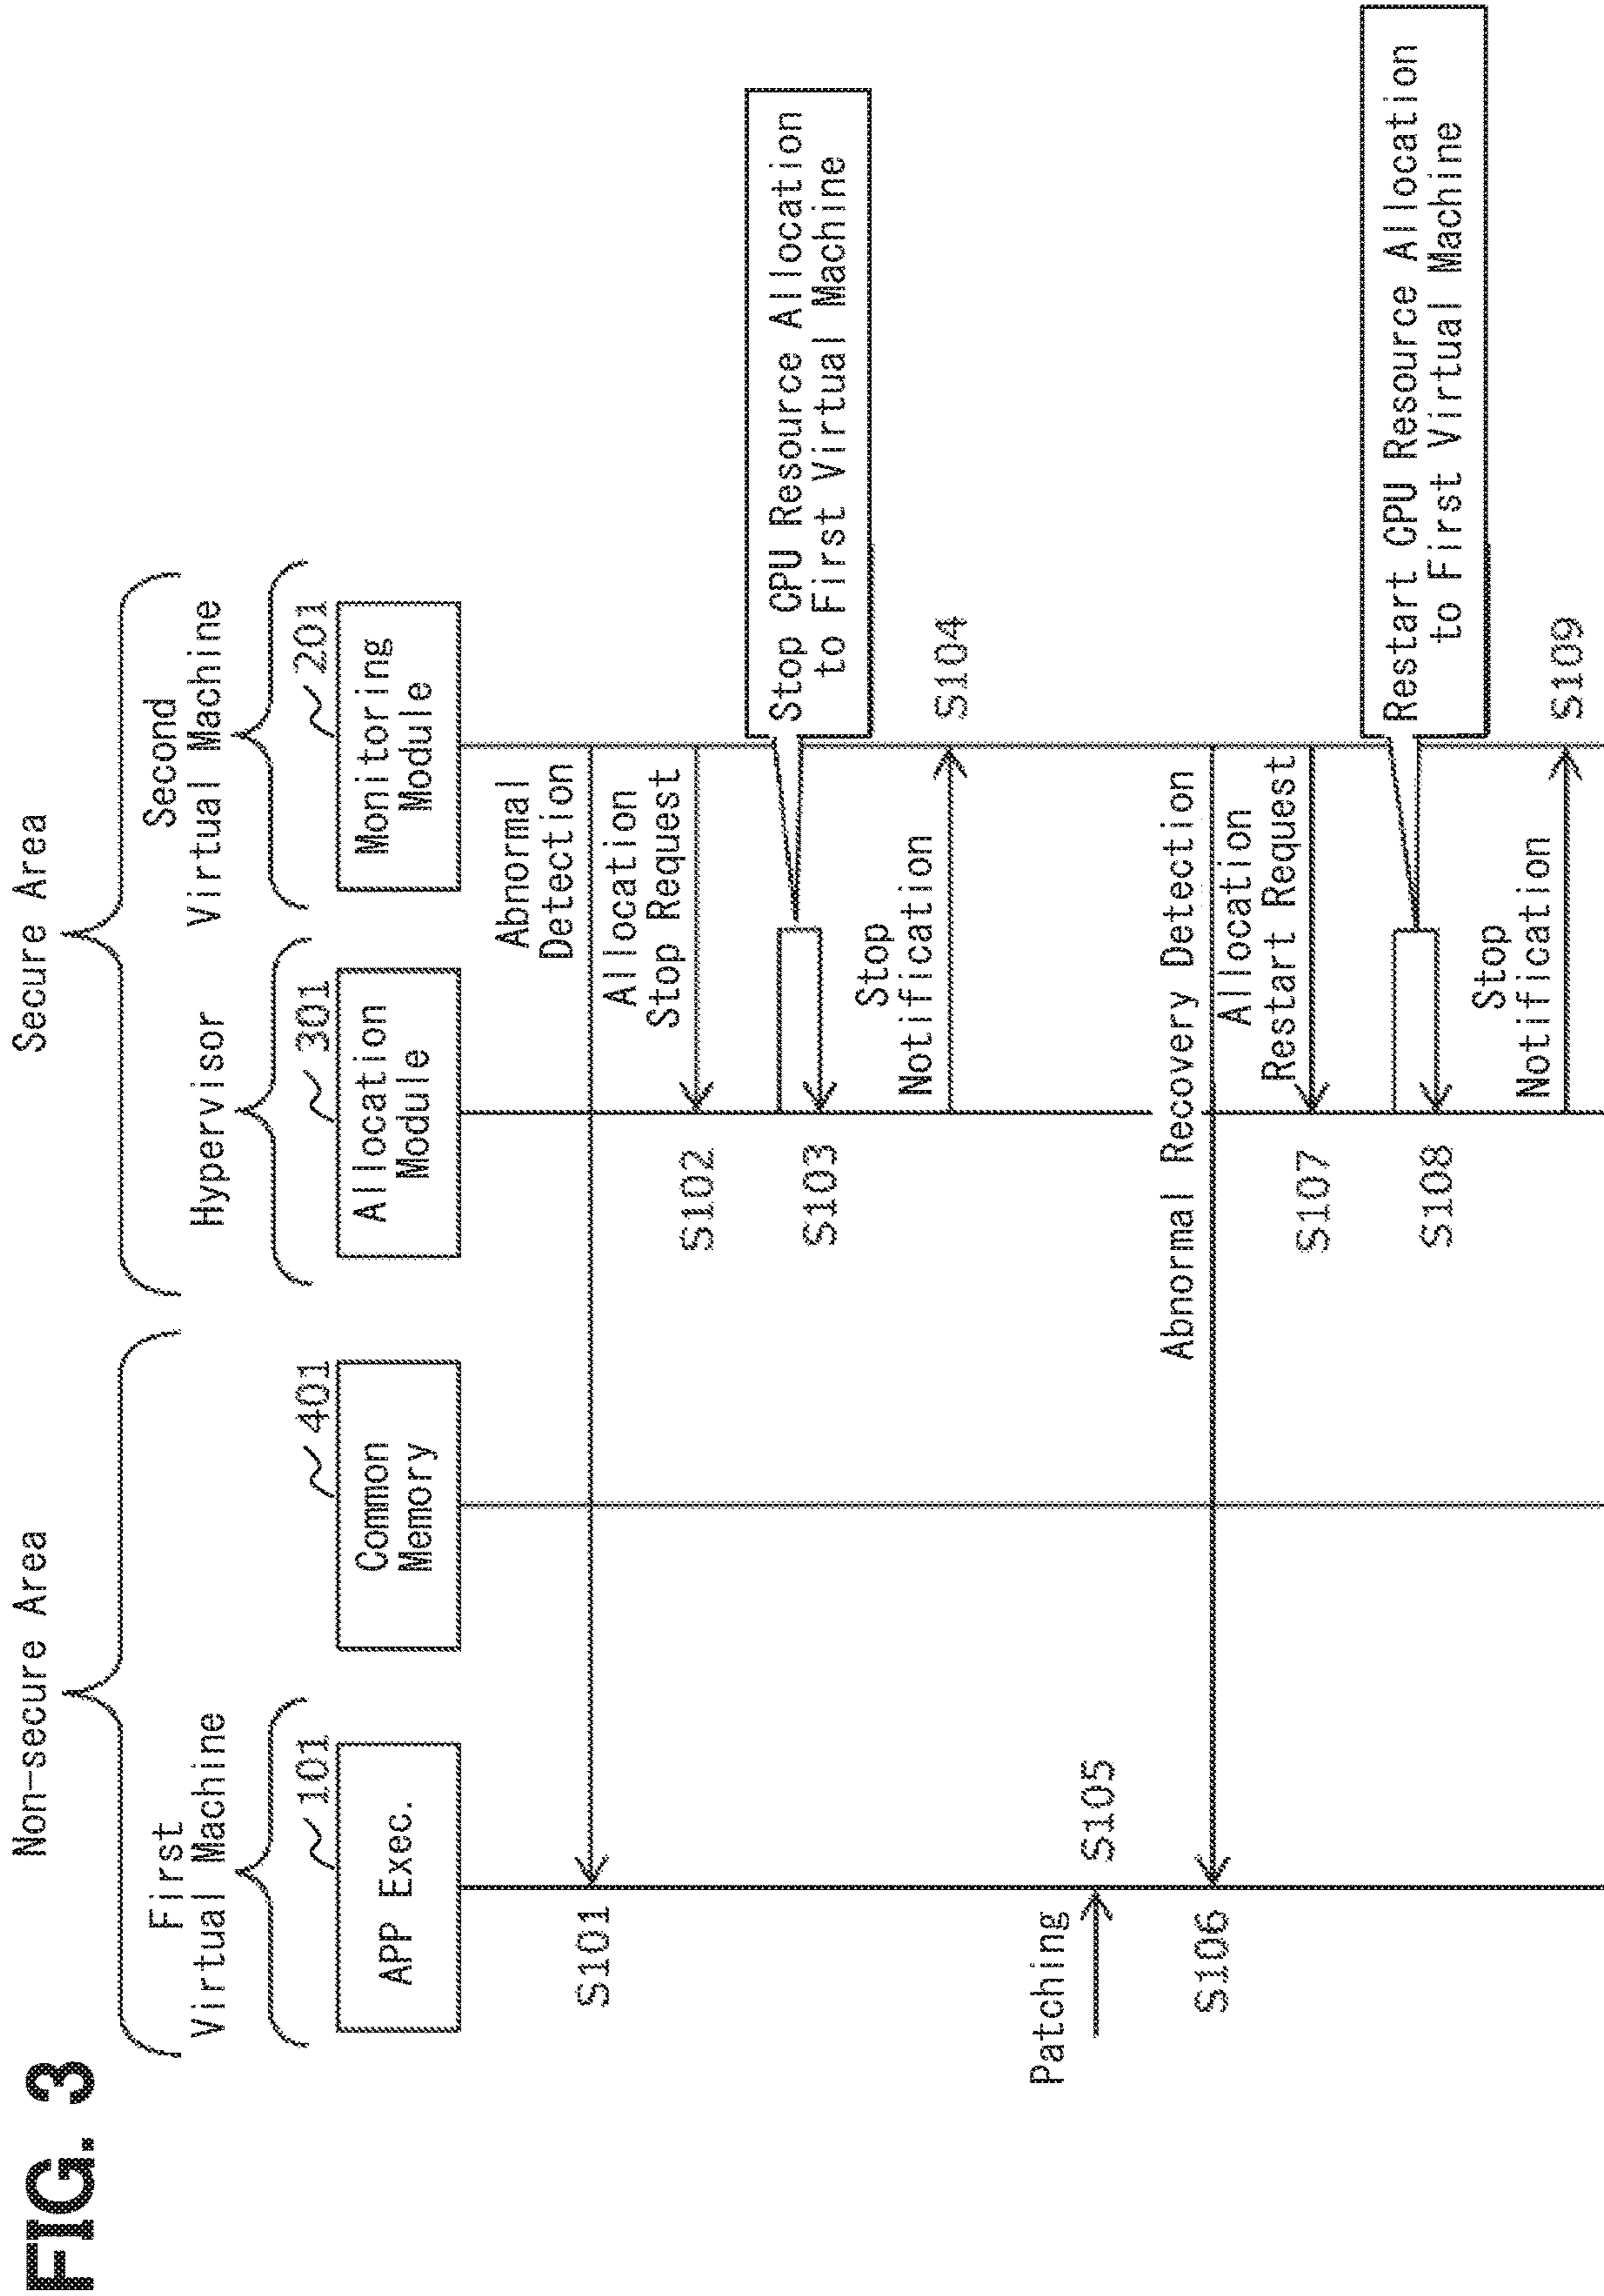 FIG. 3
Non-secure Area
Secure Area
First
Virtual Machine
Hypervisor
Second
Virtual Machine
101
401
301
201
APP Exec.
Common
Memory
Allocation
Module
Monitoring
Module
Abnormal
Detection
S101
Allocation
Stop Request
S102
Stop CPU Resource Allocation
to First Virtual Machine
S103
Stop
Notification
S104
Patching
S105
Abnormal Recovery Detection
S106
Allocation
Restart Request
S107
Restart CPU Resource Allocation
to First Virtual Machine
S108
Stop
Notification
S109